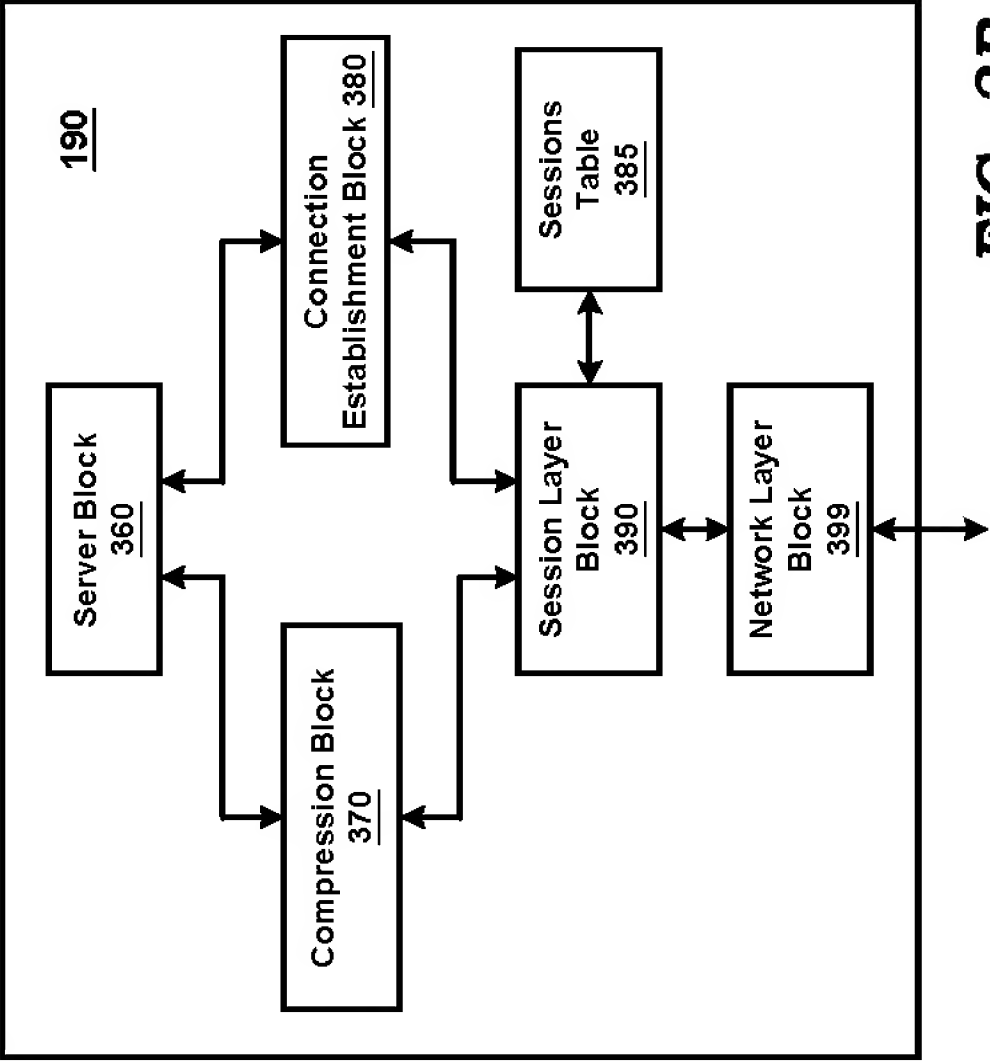 190
Server Block
360
Compression Block
370
Connection
Establishment Block 380
Session Layer
Block
390
Sessions
Table
385
Network Layer
Block
399